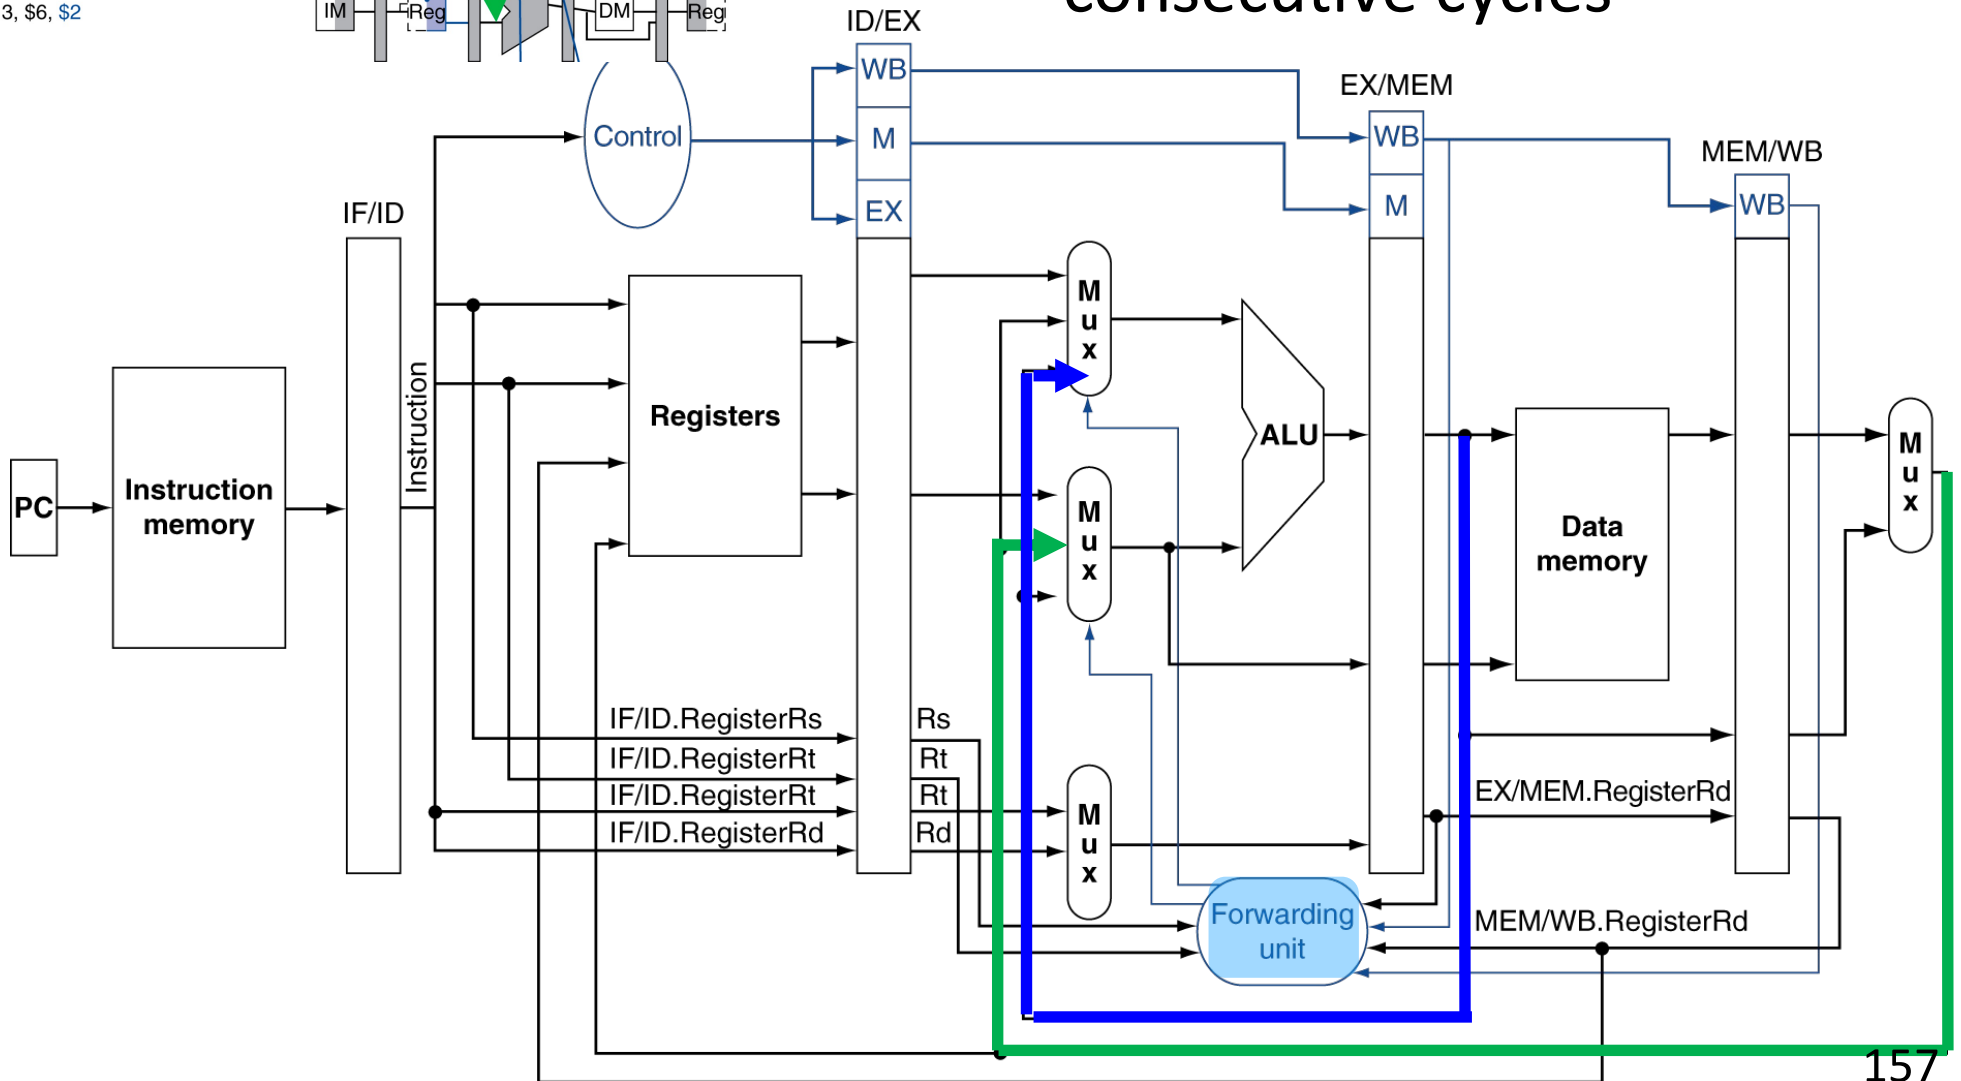 consecutive cycles
3, $6, $2
IM
Reg
DM
Reg
ID/EX
WB
M
EX
Control
EX/MEM
WB
M
MEM/WB
WB
IF/ID
Instruction
PC
Instruction
memory
Registers
M
u
x
M
u
x
ALU
Data
memory
M
u
x
IF/ID.RegisterRs
IF/ID.RegisterRt
IF/ID.RegisterRt
IF/ID.RegisterRd
Rs
Rt
Rt
Rd
M
u
x
EX/MEM.RegisterRd
Forwarding
unit
MEM/WB.RegisterRd
157